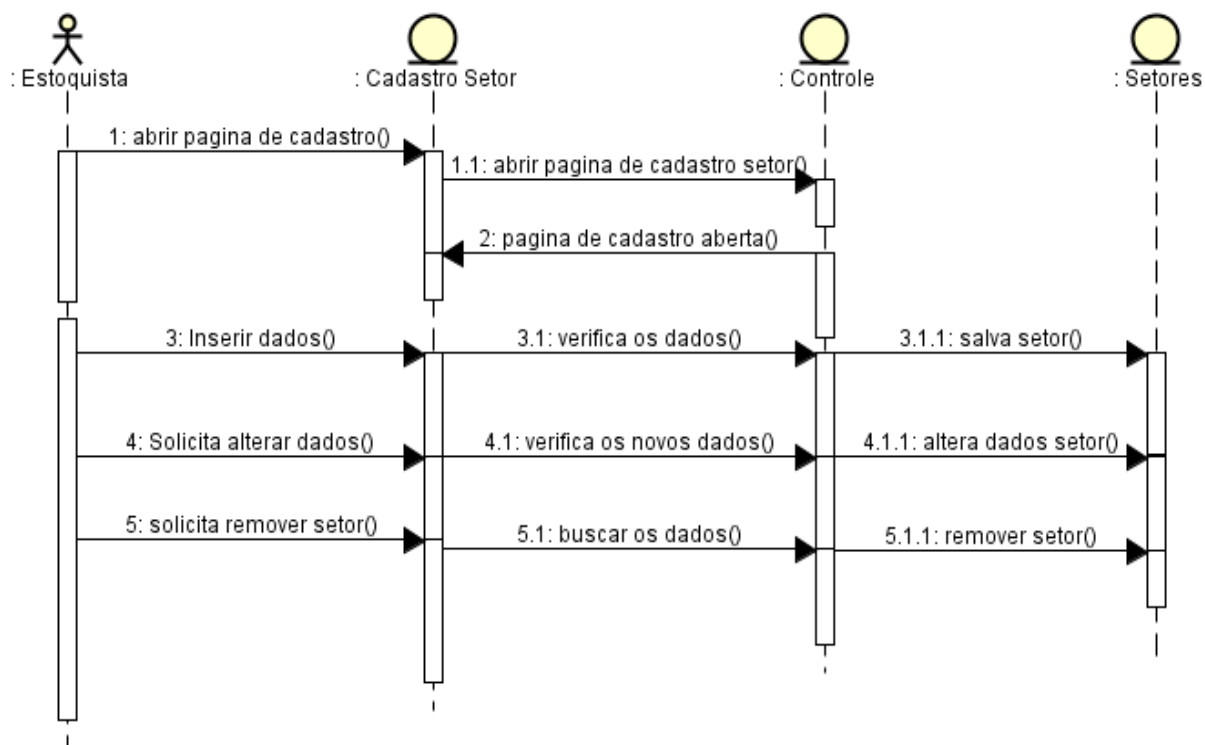 : Estoquista
: Cadastro Setor
: Controle
: Setores
1: abrir pagina de cadastro()
1.1: abrir pagina de cadastro setor()
2: pagina de cadastro aberta()
3: Inserir dados()
3.1: verifica os dados()
3.1.1: salva setor()
4: Solicita alterar dados()
4.1: verifica os novos dados()
4.1.1: altera dados setor()
5: solicita remover setor()
5.1: buscar os dados()
5.1.1: remover setor()